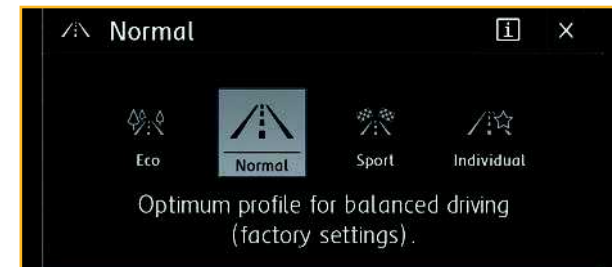 Normal
Eco Normal Sport Individual
Optimum profile for balanced driving
(factory settings).